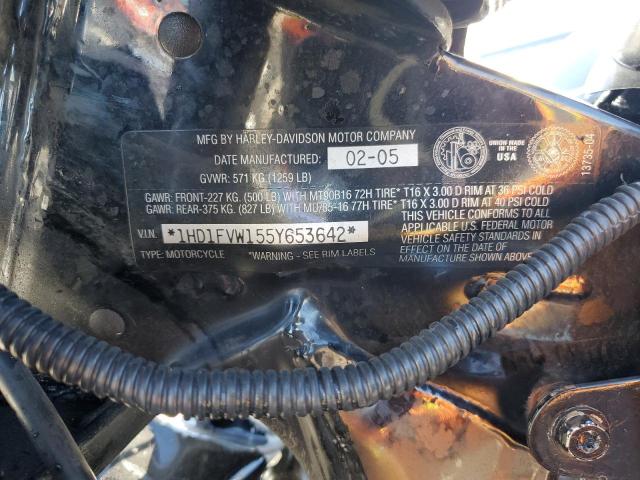 MFG BY HARLEY-DAVIDSON MOTOR COMPANY
DATE MANUFACTURED: 02-05
GVWR: 571 KG (1259 LB)
UNION MADE IN THE USA
13735-04
GAWR: FRONT-227 KG. (500 LB) WITH MT90B16 72H TIRE* T16 X 3.00 D RIM AT 36 PSI COLD
GAWR: REAR-375 KG. (827 LB) WITH MU85-16 77H TIRE* T16 X 3.00 D RIM AT 40 PSI COLD
V.I.N. *1HD1FVW155Y653642*
THIS VEHICLE CONFORMS TO ALL
APPLICABLE U.S. FEDERAL MOTOR
VEHICLE SAFETY STANDARDS IN
EFFECT ON THE DATE OF
MANUFACTURE SHOWN ABOVE.
TYPE: MOTORCYCLE *WARNING - SEE RIM LABELS